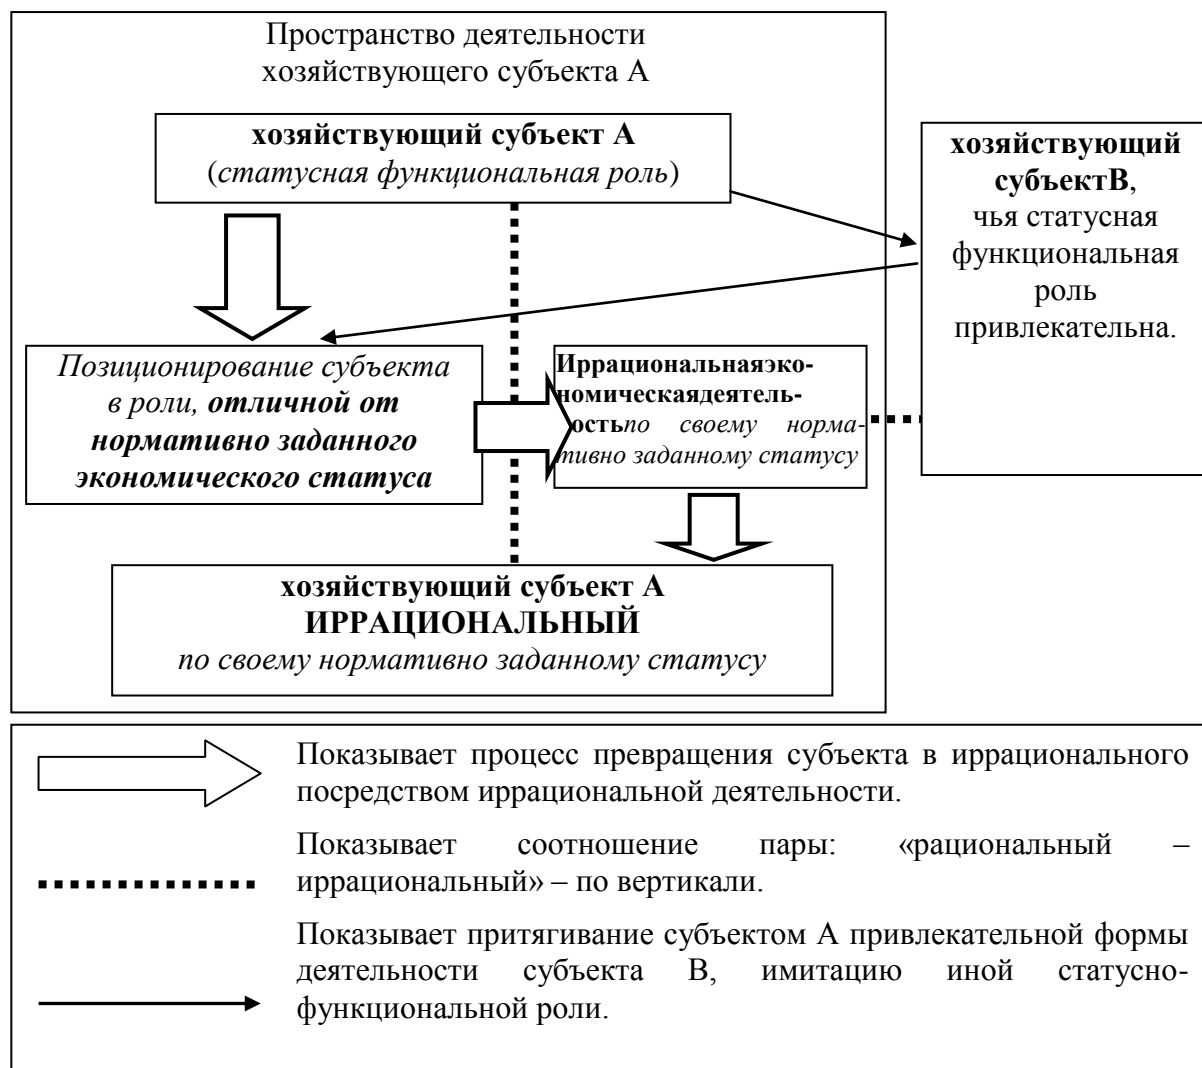 Пространство деятельности
хозяйствующего субъекта А
хозяйствующий субъект А
(статусная функциональная роль)
хозяйствующий
субъектВ,
чья статусная
функциональная
роль
привлекательна.
Позиционирование субъекта
в роли, отличной от
нормативно заданного
экономического статуса
Иррациональнаяэко-
номическаядеятель-
ностьпо своему норма-
тивно заданному статусу
хозяйствующий субъект А
ИРРАЦИОНАЛЬНЫЙ
по своему нормативно заданному статусу
Показывает процесс превращения субъекта в иррационального
посредством иррациональной деятельности.
Показывает соотношение пары: «рациональный –
иррациональный» – по вертикали.
Показывает притягивание субъектом А привлекательной формы
деятельности субъекта В, имитацию иной статусно-
функциональной роли.